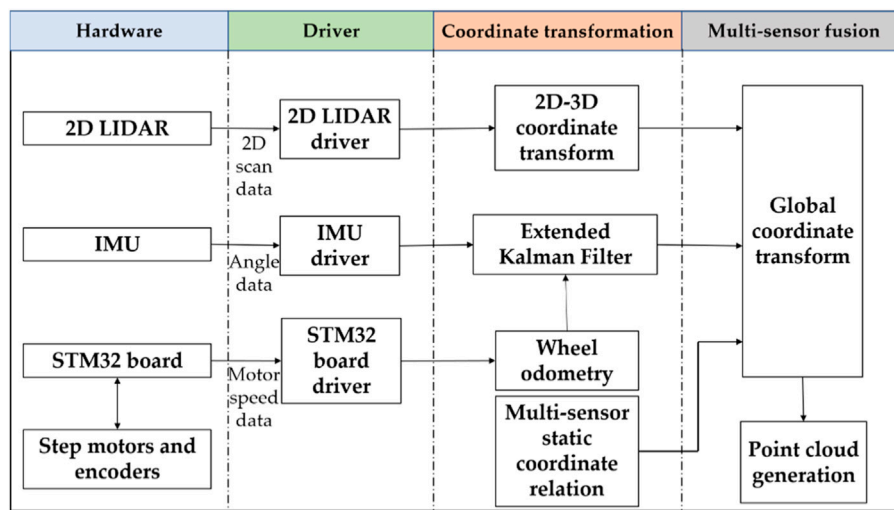 Hardware
Driver
Coordinate transformation
Multi-sensor fusion
2D LIDAR
2D
scan
data
2D LIDAR
driver
2D-3D
coordinate
transform
IMU
Angle
data
IMU
driver
Extended
Kalman Filter
Global
coordinate
transform
STM32 board
Motor
speed
data
STM32
board
driver
Wheel
odometry
Step motors and
encoders
Multi-sensor
static
coordinate
relation
Point cloud
generation